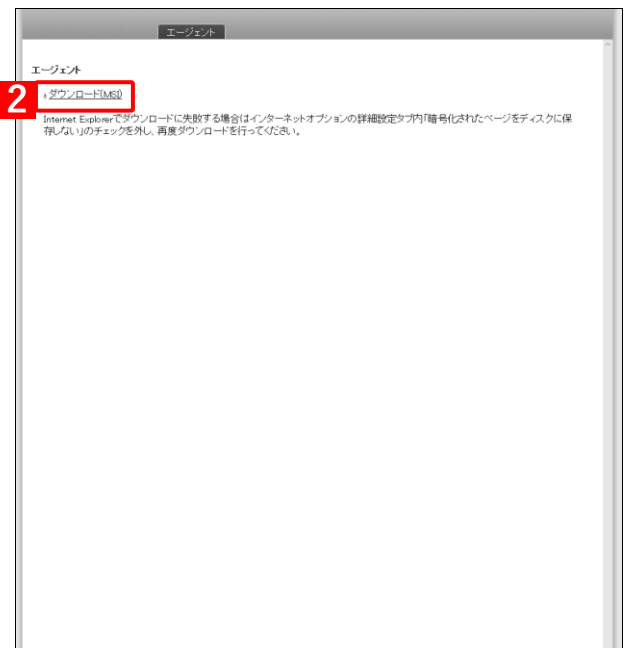 エージェント
エージェント
2
ダウンロード(MSI)
Internet Explorerでダウンロードに失敗する場合はインターネットオプションの詳細設定タブ内「暗号化されたページをディスクに保
存しない」のチェックを外し、再度ダウンロードを行ってください。